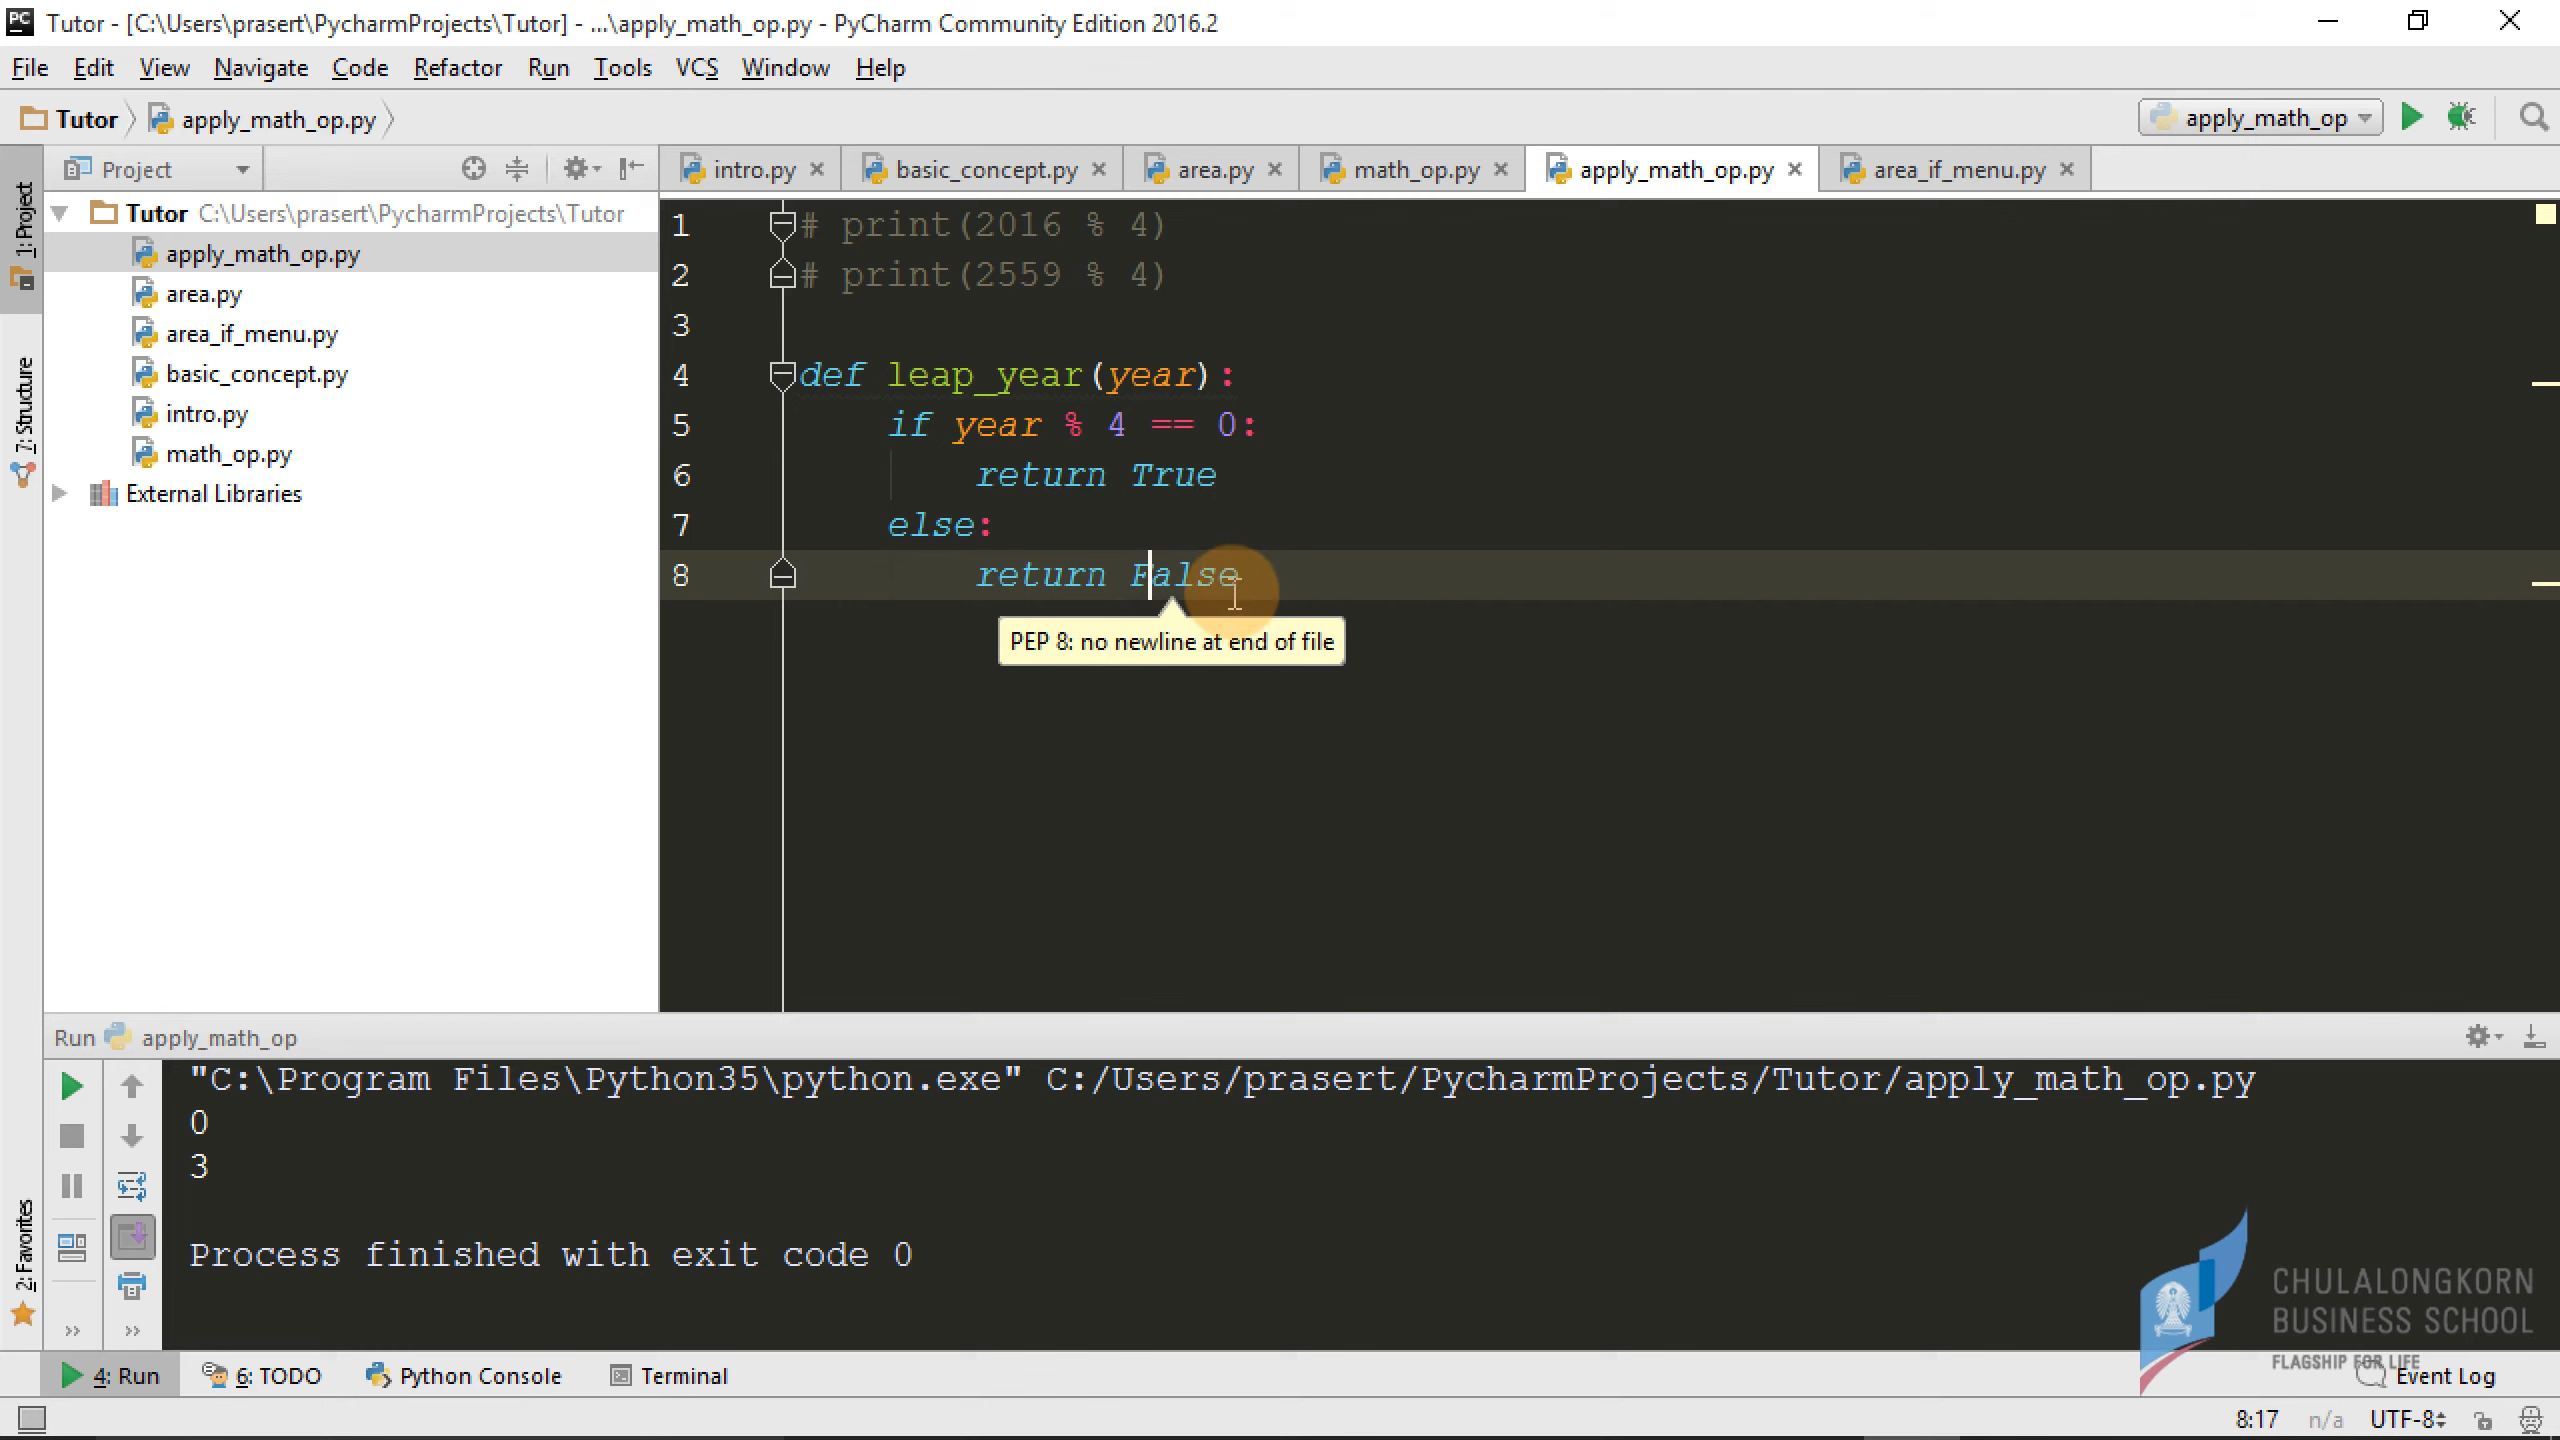 PC Tutor - [C:\Users\prasert\PycharmProjects\Tutor] - ...\apply_math_op.py - PyCharm Community Edition 2016.2
File Edit View Navigate Code Refactor Run Tools VCS Window Help
Tutor apply_math_op.py apply_math_op
1: Project
7: Structure
2: Favorites
Project
Tutor C:\Users\prasert\PycharmProjects\Tutor
apply_math_op.py
area.py
area_if_menu.py
basic_concept.py
intro.py
math_op.py
External Libraries
intro.py basic_concept.py area.py math_op.py apply_math_op.py area_if_menu.py
1 # print(2016 % 4)
2 # print(2559 % 4)
3
4 def leap_year(year):
5 if year % 4 == 0:
6 return True
7 else:
8 return False
PEP 8: no newline at end of file
Run apply_math_op
"C:\Program Files\Python35\python.exe" C:/Users/prasert/PycharmProjects/Tutor/apply_math_op.py
0
3
Process finished with exit code 0
CHULALONGKORN
BUSINESS SCHOOL
FLAGSHIP FOR LIFE
4: Run 6: TODO Python Console Terminal Event Log
8:17 n/a UTF-8